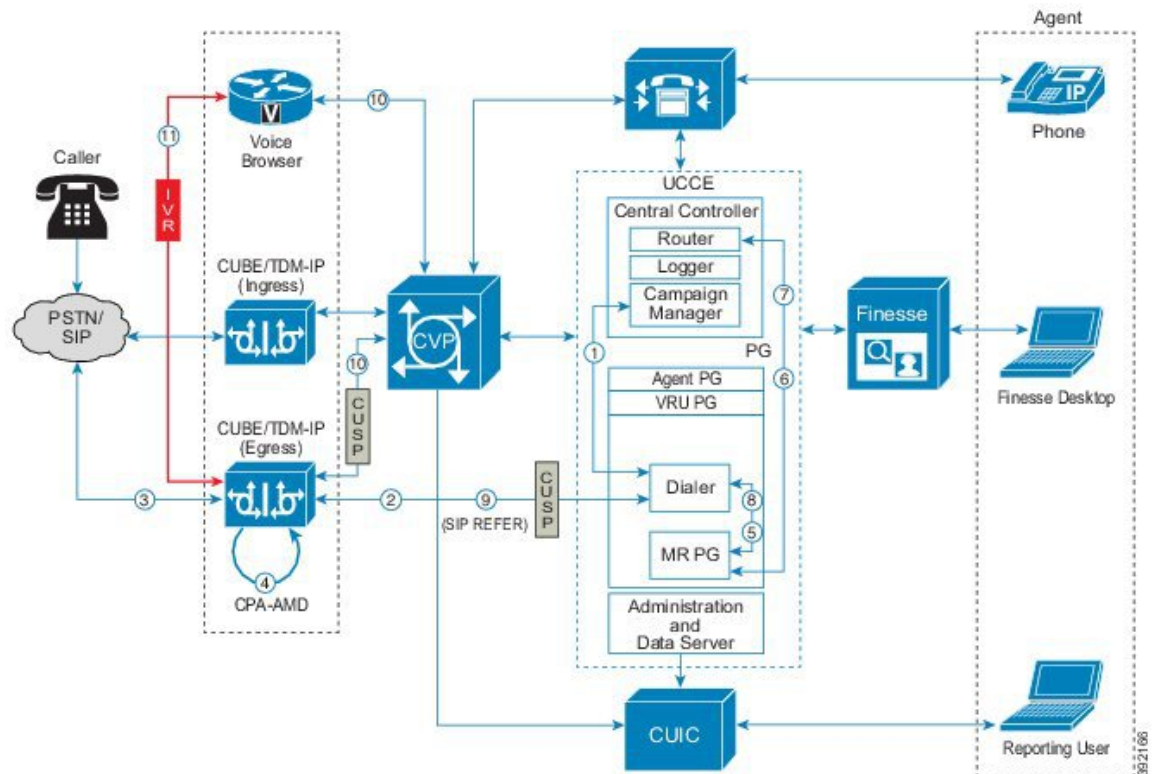 Agent
IP
Phone
V
Voice
Browser
10
11
Caller
I
V
R
UCCE
Central Controller
Router
Logger
Campaign
Manager
CUBE/TDM-IP
(Ingress)
PSTN/
SIP
CVP
7
Finesse
Finesse Desktop
1
PG
6
10
C
U
S
P
Agent PG
VRU PG
CUBE/TDM-IP
(Egress)
3
2
9
(SIP REFER)
C
U
S
P
Dialer
8
5
MR PG
4
CPA-AMD
Administration
and
Data Server
CUIC
Reporting User
392166